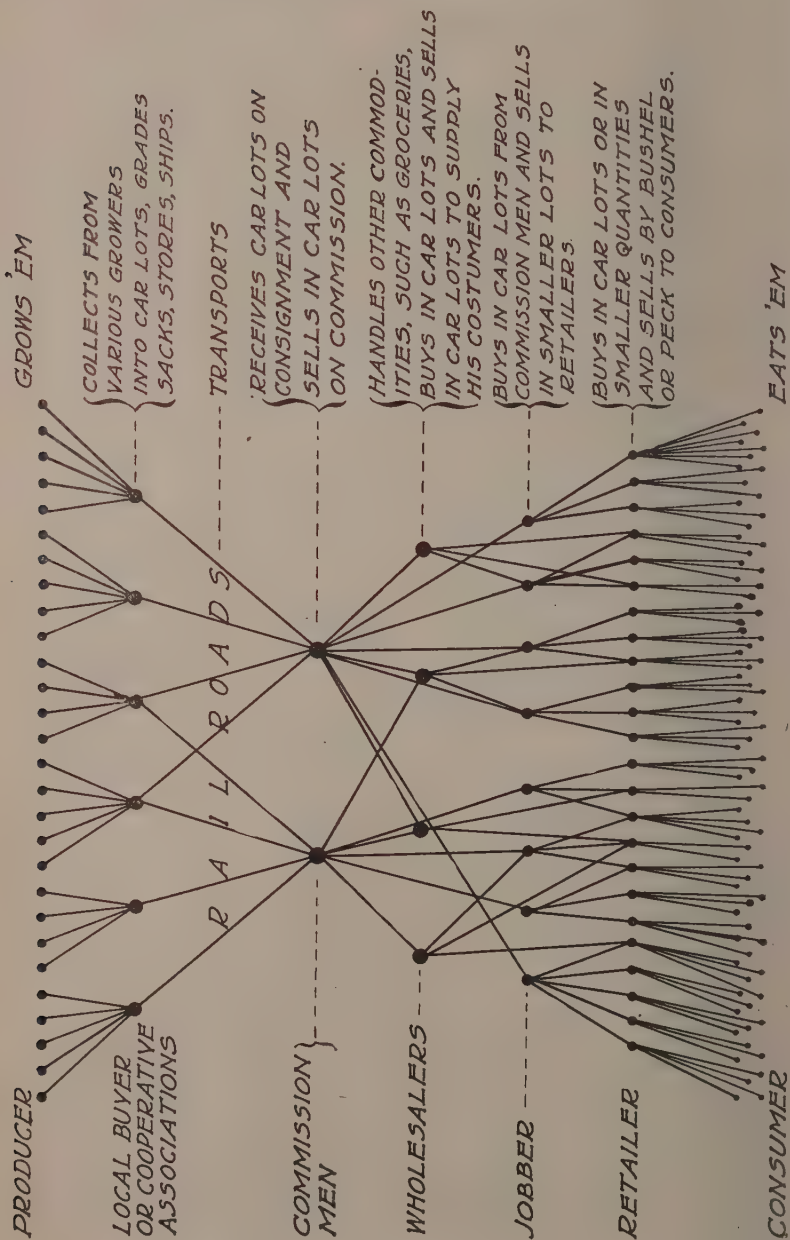 PRODUCER
GROWS 'EM
LOCAL BUYER
OR COOPERATIVE
ASSOCIATIONS
COLLECTS FROM
VARIOUS GROWERS
INTO CAR LOTS, GRADES
SACKS, STORES, SHIPS.
RAILROADS
TRANSPORTS
COMMISSION
MEN
RECEIVES CAR LOTS ON
CONSIGNMENT AND
SELLS IN CAR LOTS
ON COMMISSION.
WHOLESALERS
HANDLES OTHER COMMOD-
ITIES, SUCH AS GROCERIES,
BUYS IN CAR LOTS AND SELLS
IN CAR LOTS TO SUPPLY
HIS COSTUMERS.
JOBBER
BUYS IN CAR LOTS FROM
COMMISSION MEN AND SELLS
IN SMALLER LOTS TO
RETAILERS.
RETAILER
BUYS IN CAR LOTS OR IN
SMALLER QUANTITIES
AND SELLS BY BUSHEL
OR PECK TO CONSUMERS.
CONSUMER
EATS 'EM